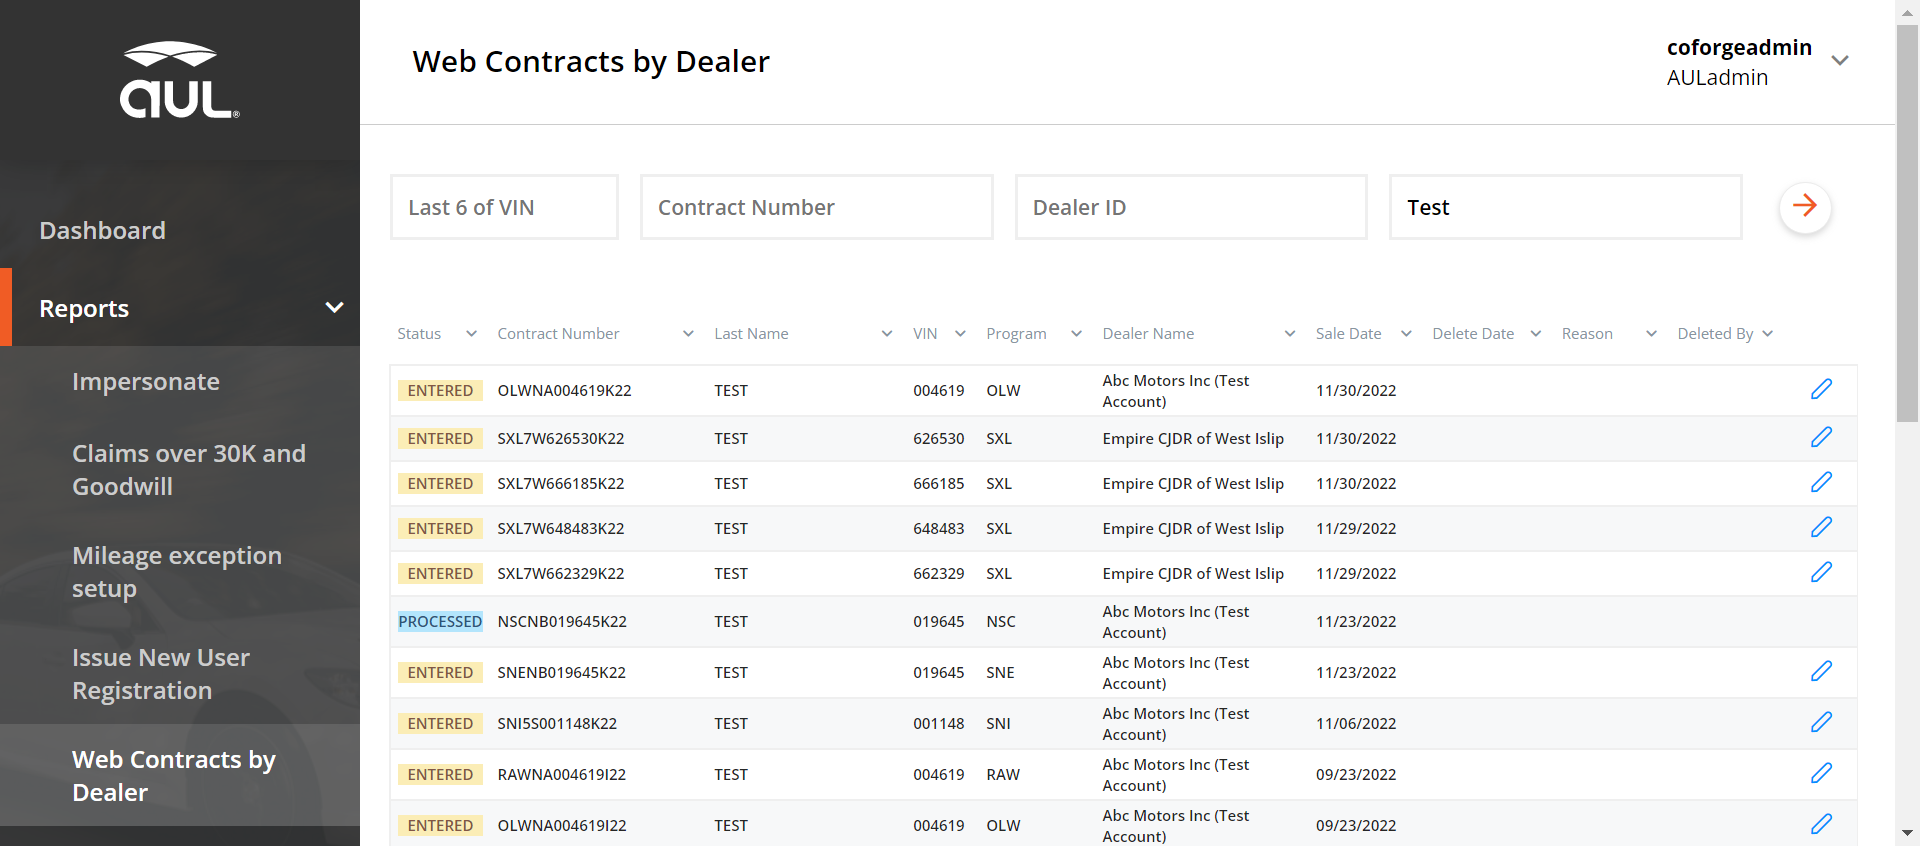 aUL®
Web Contracts by Dealer
coforgeadmin
AULadmin
Last 6 of VIN
Contract Number
Dealer ID
Test
Dashboard
Reports
Impersonate
Claims over 30K and
Goodwill
Mileage exception
setup
Issue New User
Registration
Web Contracts by
Dealer
Status Contract Number Last Name VIN Program Dealer Name Sale Date Delete Date Reason Deleted By
ENTERED OLWNA004619K22 TEST 004619 OLW Abc Motors Inc (Test
Account) 11/30/2022
ENTERED SXL7W626530K22 TEST 626530 SXL Empire CJDR of West Islip 11/30/2022
ENTERED SXL7W666185K22 TEST 666185 SXL Empire CJDR of West Islip 11/30/2022
ENTERED SXL7W648483K22 TEST 648483 SXL Empire CJDR of West Islip 11/29/2022
ENTERED SXL7W662329K22 TEST 662329 SXL Empire CJDR of West Islip 11/29/2022
PROCESSED NSCNB019645K22 TEST 019645 NSC Abc Motors Inc (Test
Account) 11/23/2022
ENTERED SNENB019645K22 TEST 019645 SNE Abc Motors Inc (Test
Account) 11/23/2022
ENTERED SNI5S001148K22 TEST 001148 SNI Abc Motors Inc (Test
Account) 11/06/2022
ENTERED RAWNA004619I22 TEST 004619 RAW Abc Motors Inc (Test
Account) 09/23/2022
ENTERED OLWNA004619I22 TEST 004619 OLW Abc Motors Inc (Test
Account) 09/23/2022